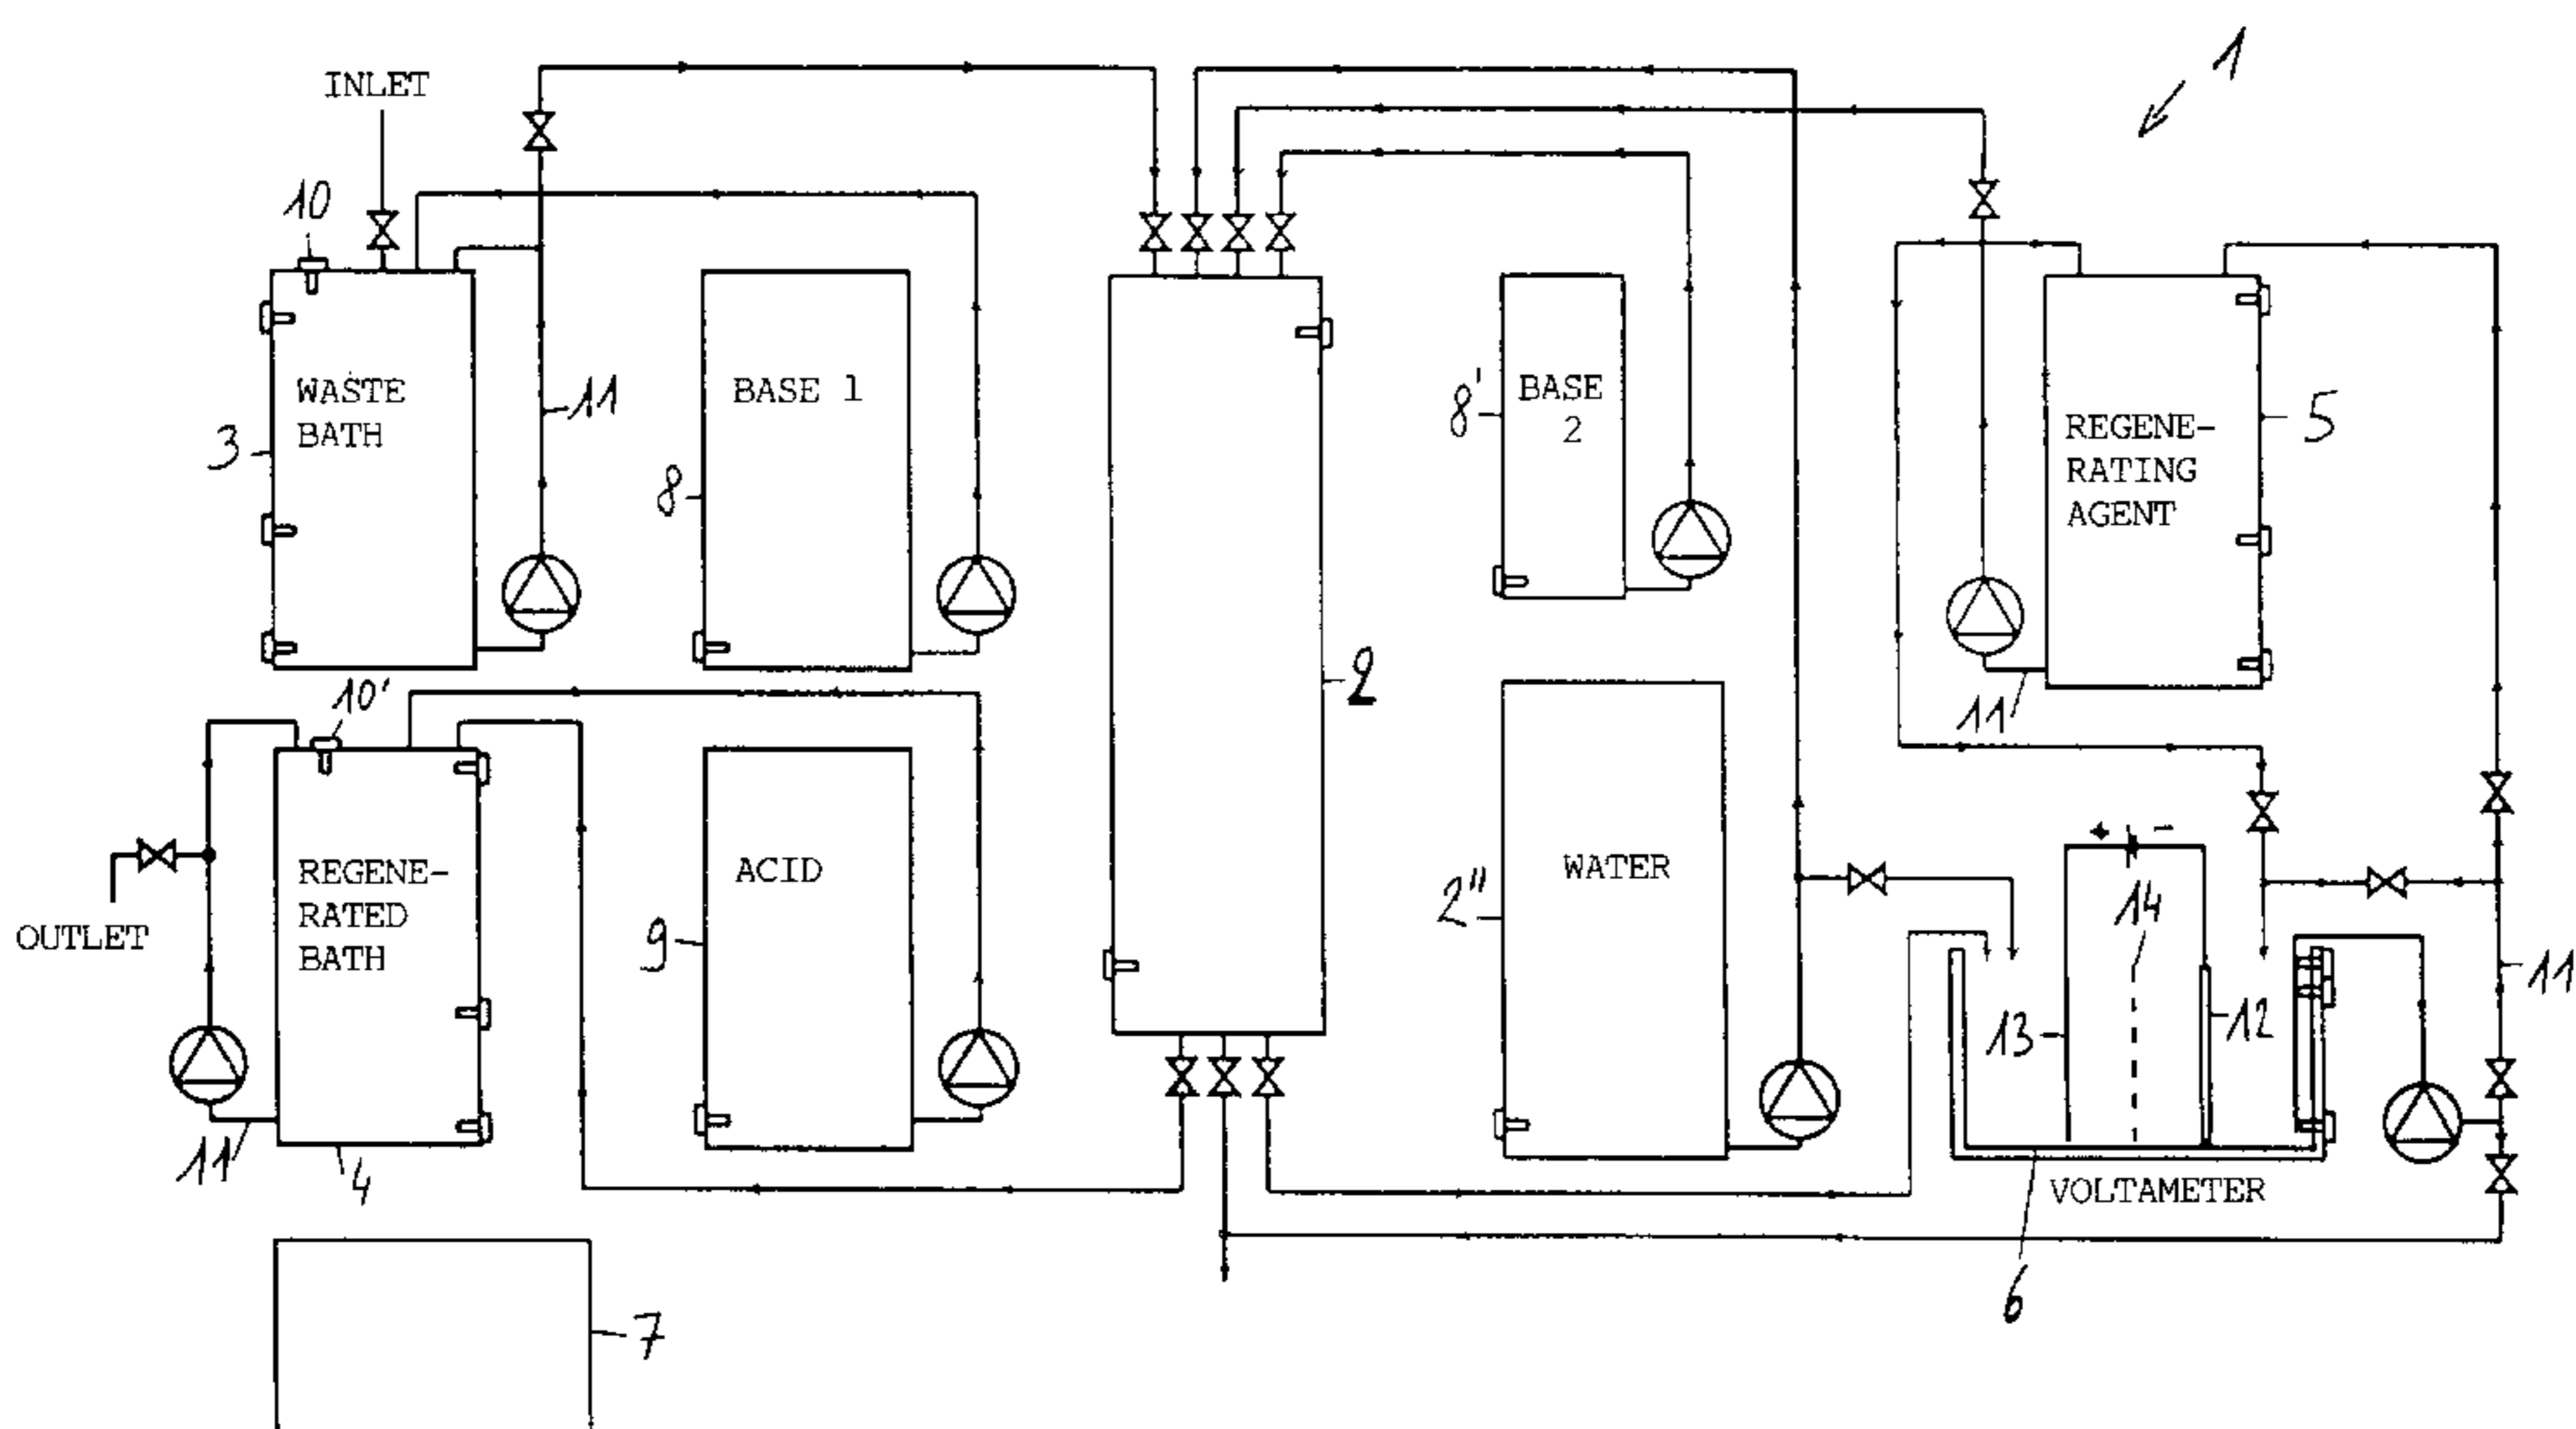 1
INLET
10
WASTE
BATH
3
11
BASE 1
8
2
BASE
2
8'
REGENE-
RATING
AGENT
5
11
10'
REGENE-
RATED
BATH
OUTLET
11
4
ACID
9
WATER
2"
+ -
14
13
12
11
VOLTAMETER
6
7